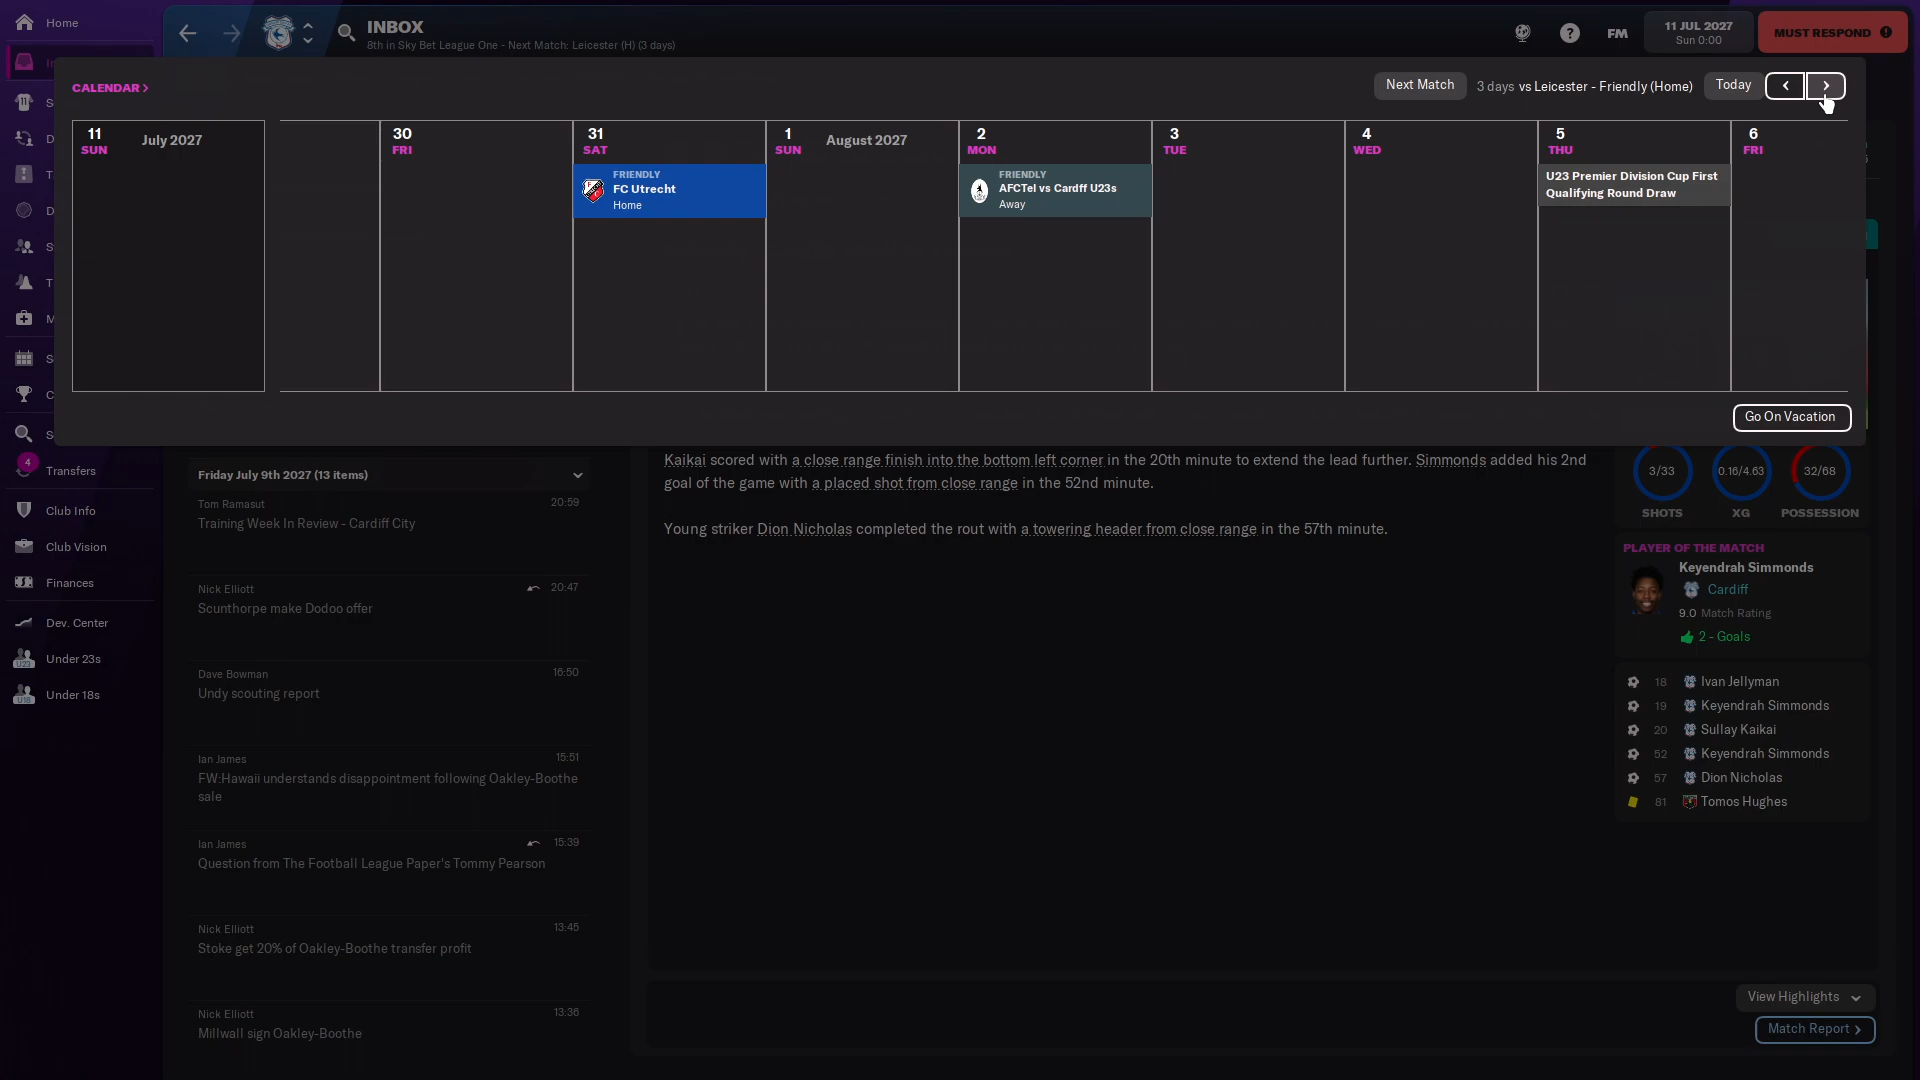 Home
INBOX
8th in Sky Bet League One - Next Match: Leicester (H) (3 days)
FM
11 JUL 2027
Sun 0:00
MUST RESPOND
CALENDAR >
Next Match
3 days vs Leicester - Friendly (Home)
Today
11
SUN
July 2027
30
FRI
31
SAT
FRIENDLY
FC Utrecht
Home
1
SUN
August 2027
2
MON
FRIENDLY
AFCTel vs Cardff U23s
Away
3
TUE
4
WED
5
THU
U23 Premier Division Cup First
Qualifying Round Draw
6
FRI
Go On Vacation
4
Transfers
Club Info
Club Vision
Finances
Dev. Center
U23
Under 23s
U18
Under 18s
Friday July 9th 2027 (13 items)
Tom Ramasut
20:59
Training Week In Review - Cardiff City
Nick Elliott
20:47
Scunthorpe make Dodoo offer
Dave Bowman
16:50
Undy scouting report
Ian James
15:51
FW:Hawaii understands disappointment following Oakley-Boothe
sale
Ian James
15:39
Question from The Football League Paper's Tommy Pearson
Nick Elliott
13:45
Stoke get 20% of Oakley-Boothe transfer profit
Nick Elliott
13:36
Millwall sign Oakley-Boothe
Kaikai scored with a close range finish into the bottom left corner in the 20th minute to extend the lead further. Simmonds added his 2nd
goal of the game with a placed shot from close range in the 52nd minute.
Young striker Dion Nicholas completed the rout with a towering header from close range in the 57th minute.
3/33
0.16/4.63
32/68
SHOTS
XG
POSSESSION
PLAYER OF THE MATCH
Keyendrah Simmonds
Cardiff
9.0 Match Rating
2 - Goals
18 Ivan Jellyman
19 Keyendrah Simmonds
20 Sullay Kaikai
52 Keyendrah Simmonds
57 Dion Nicholas
81 Tomos Hughes
View Highlights
Match Report >